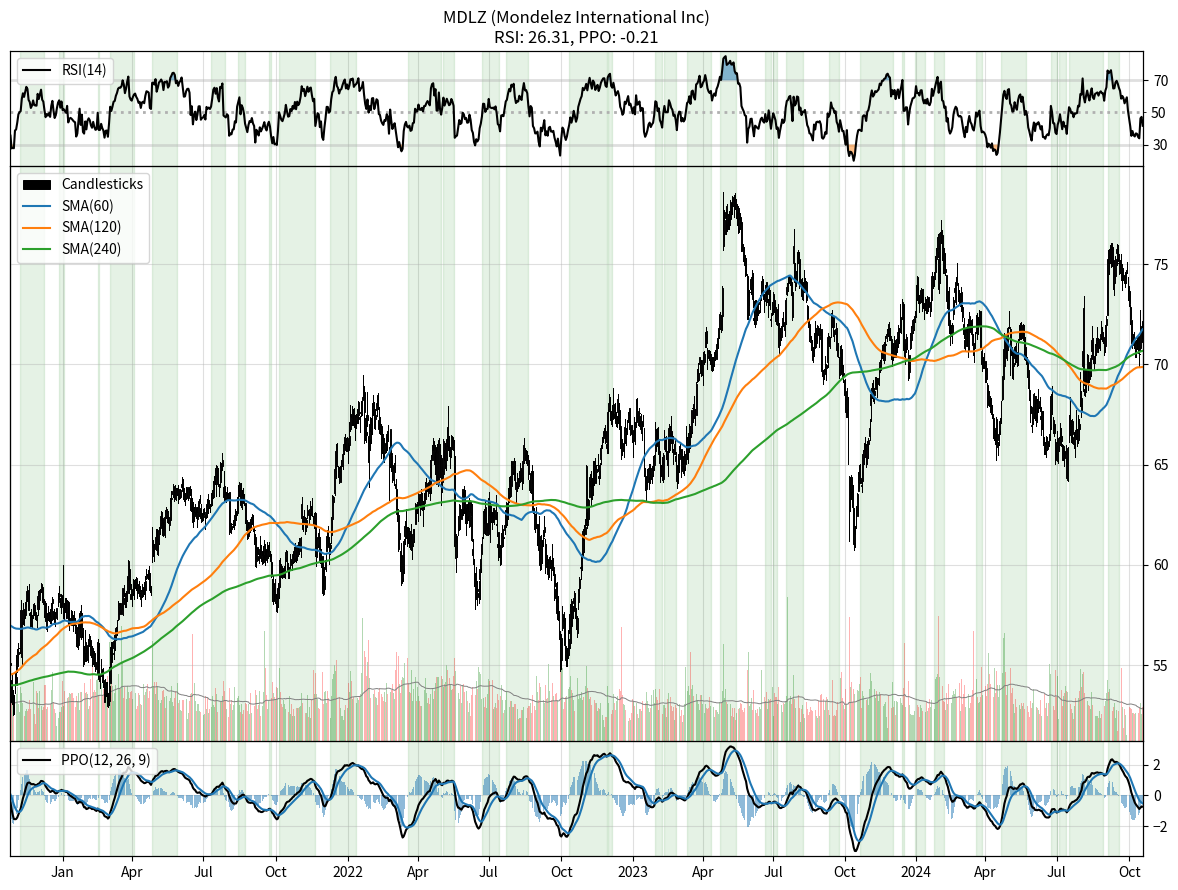 MDLZ (Mondelez International Inc)
RSI: 26.31, PPO: -0.21
RSI(14)
70
50
30
Candlesticks
SMA(60)
SMA(120)
SMA(240)
75
70
65
60
55
PPO(12, 26, 9)
2
0
−2
Jan Apr Jul Oct 2022 Apr Jul Oct 2023 Apr Jul Oct 2024 Apr Jul Oct